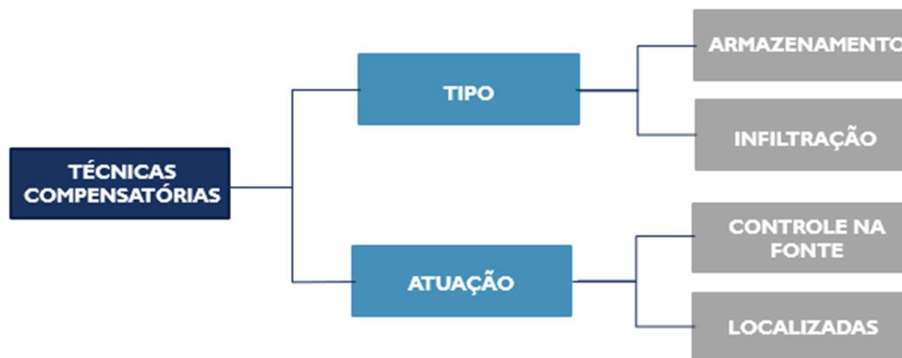 TÉCNICAS
COMPENSATÓRIAS
TIPO
ARMAZENAMENTO
INFILTRAÇÃO
ATUAÇÃO
CONTROLE NA
FONTE
LOCALIZADAS